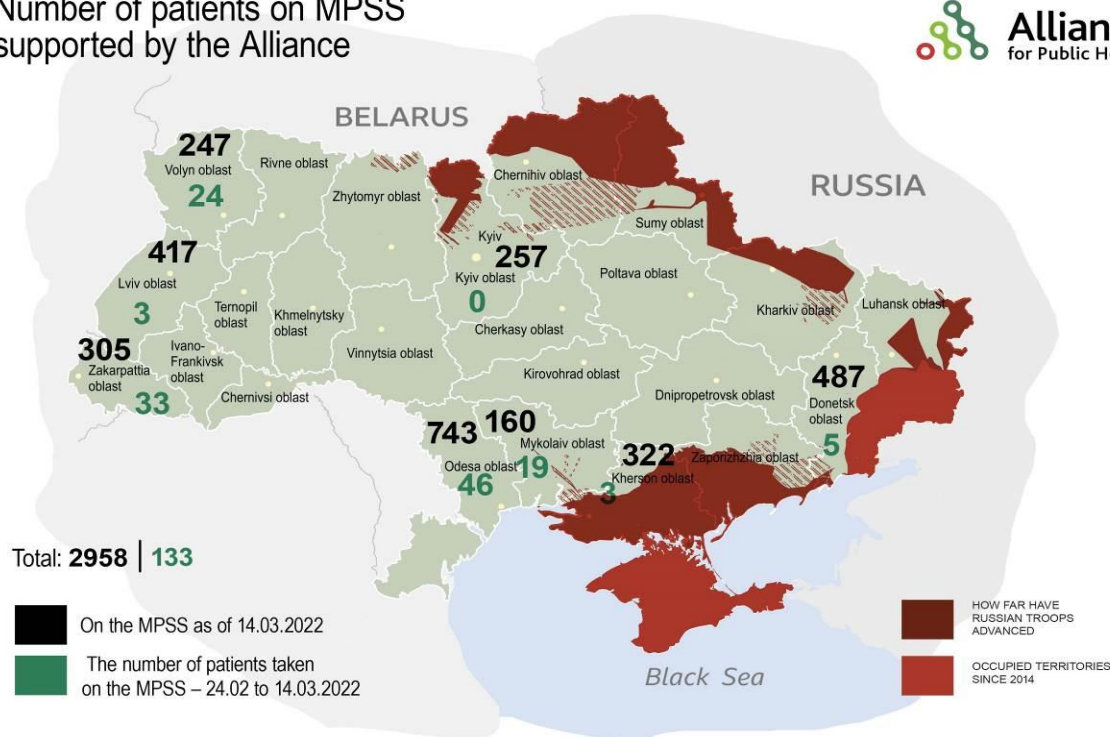 Number of patients on MPSS
supported by the Alliance
Allian
for Public H
BELARUS
RUSSIA
247
Volyn oblast
24
Rivne oblast
Zhytomyr oblast
Chernihiv oblast
Sumy oblast
417
Lviv oblast
3
Kyiv
257
Kyiv oblast
0
Poltava oblast
Kharkiv oblast
Luhansk oblast
Ternopil
oblast
Khmelnytsky
oblast
Cherkasy oblast
305
Zakarpattia
oblast
33
Ivano-
Frankivsk
oblast
Chernivsi oblast
Vinnytsia oblast
Kirovohrad oblast
Dnipropetrovsk oblast
487
Donetsk
oblast
5
743
Odesa oblast
46
160
Mykolaiv oblast
19
322
Kherson oblast
3
Zaporizhzhia oblast
Total: 2958 | 133
On the MPSS as of 14.03.2022
The number of patients taken
on the MPSS – 24.02 to 14.03.2022
Black Sea
HOW FAR HAVE
RUSSIAN TROOPS
ADVANCED
OCCUPIED TERRITORIES
SINCE 2014